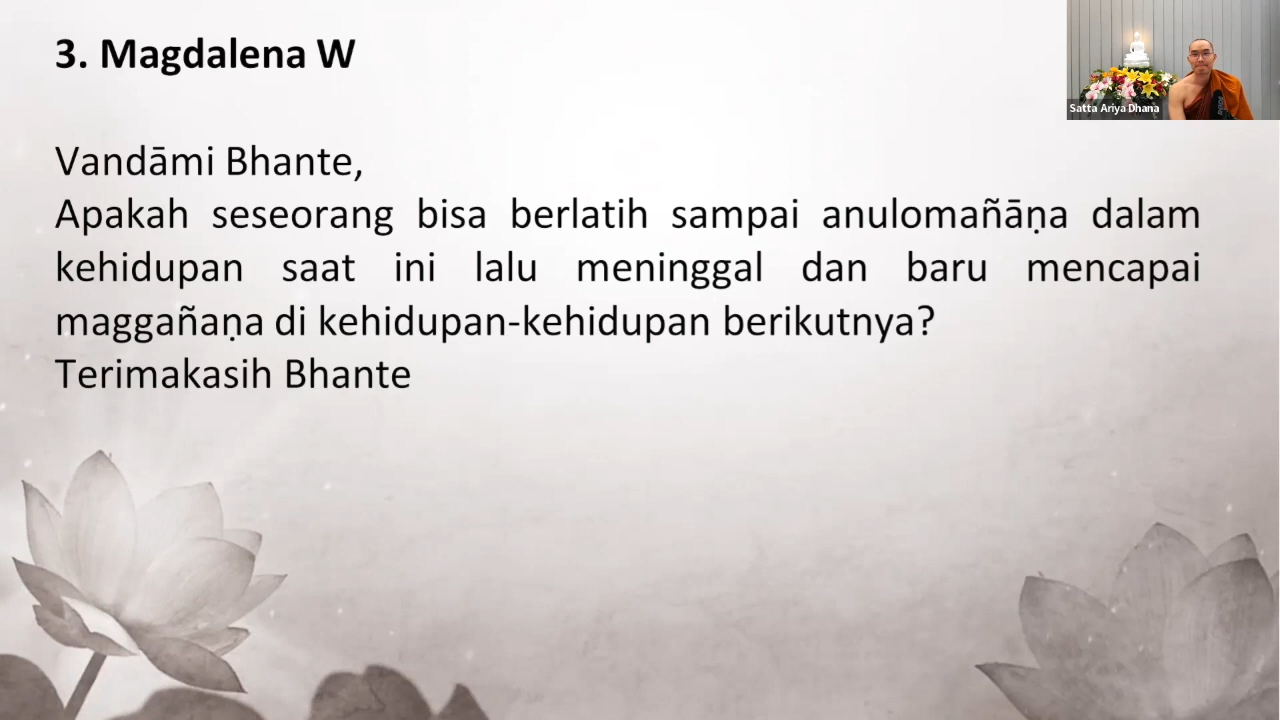 3. Magdalena W
Satta Ariya Dhana
Vandāmi Bhante,
Apakah seseorang bisa berlatih sampai anulomañāṇa dalam
kehidupan saat ini lalu meninggal dan baru mencapai
maggañaṇa di kehidupan-kehidupan berikutnya?
Terimakasih Bhante